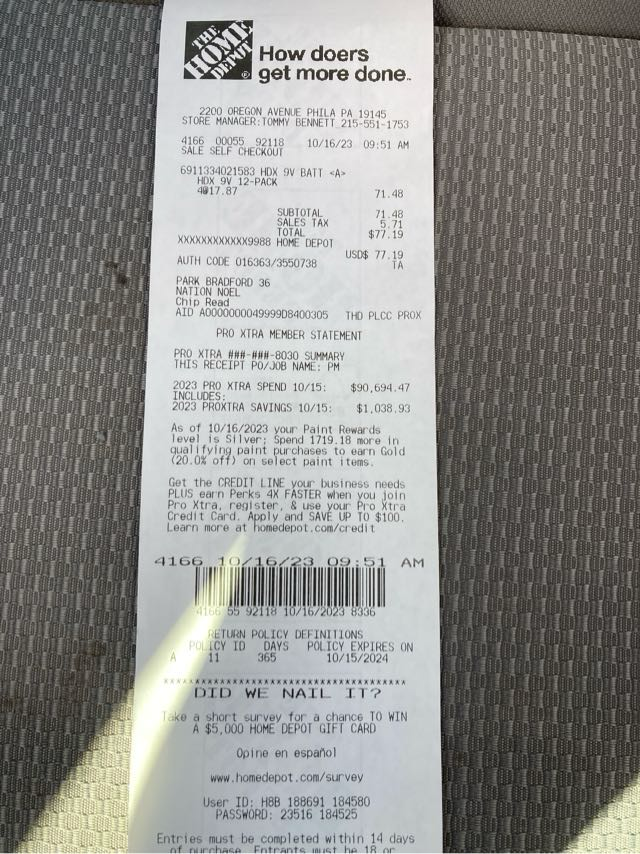 THE
HOME
DEPOT
®
How doers
get more done™
2200 OREGON AVENUE PHILA PA 19145
STORE MANAGER:TOMMY BENNETT 215-551-1753
4166 00055 92118 10/16/23 09:51 AM
SALE SELF CHECKOUT
6911334021583 HDX 9V BATT <A>
HDX 9V 12-PACK
4@17.87 71.48
SUBTOTAL 71.48
SALES TAX 5.71
TOTAL $77.19
XXXXXXXXXXXX9988 HOME DEPOT
USD$ 77.19
AUTH CODE 016363/3550738 TA
PARK BRADFORD 36
NATION NOEL
Chip Read
AID A0000000049999D8400305 THD PLCC PROX
PRO XTRA MEMBER STATEMENT
PRO XTRA ###-###-8030 SUMMARY
THIS RECEIPT PO/JOB NAME: PM
2023 PRO XTRA SPEND 10/15: $90,694.47
INCLUDES:
2023 PROXTRA SAVINGS 10/15: $1,038.93
As of 10/16/2023 your Paint Rewards
level is Silver; Spend 1719.18 more in
qualifying paint purchases to earn Gold
(20.0% off) on select paint items.
Get the CREDIT LINE your business needs
PLUS earn Perks 4X FASTER when you join
Pro Xtra, register, & use your Pro Xtra
Credit Card. Apply and SAVE UP TO $100.
Learn more at homedepot.com/credit
4166 10/16/23 09:51 AM
4166 55 92118 10/16/2023 8336
RETURN POLICY DEFINITIONS
POLICY ID DAYS POLICY EXPIRES ON
A 11 365 10/15/2024
****************************************
DID WE NAIL IT?
Take a short survey for a chance TO WIN
A $5,000 HOME DEPOT GIFT CARD
Opine en español
www.homedepot.com/survey
User ID: H8B 188691 184580
PASSWORD: 23516 184525
Entries must be completed within 14 days
of purchase. Entrants must be 18 or